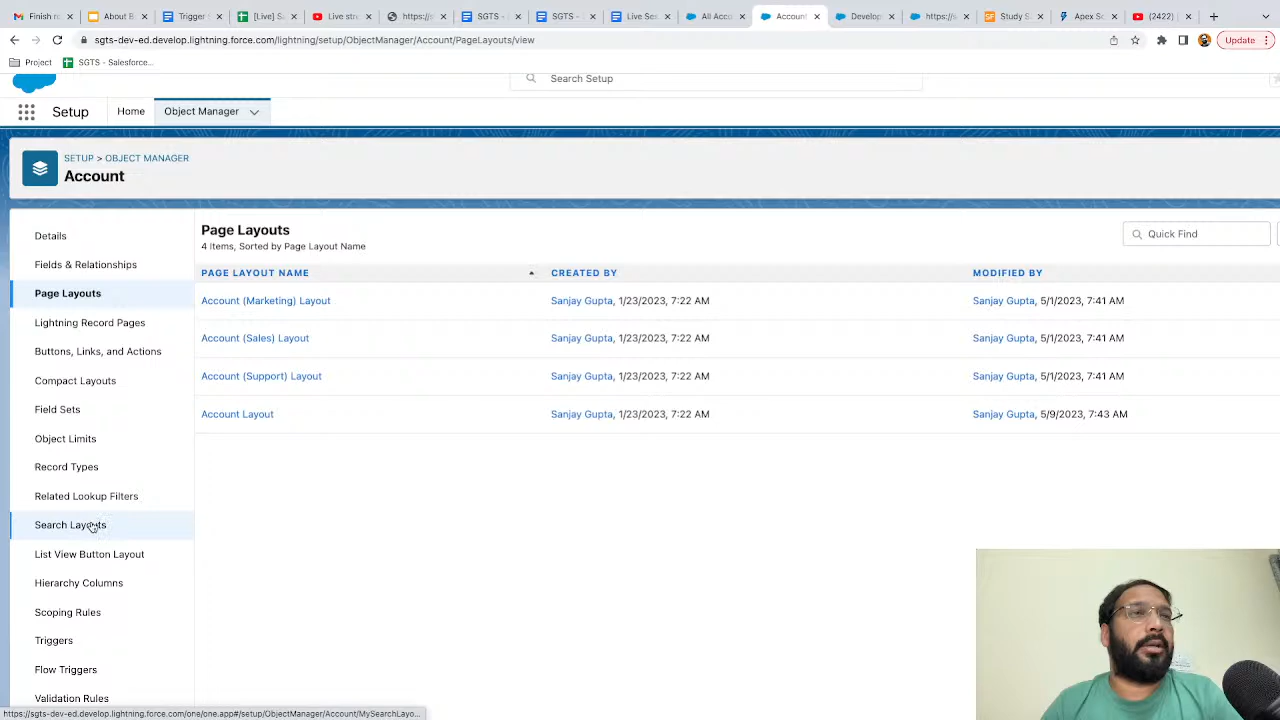 Finish r
About B
Trigger
[Live] S
Live stre
https://
SGTS -
SGTS -
Live Ses
All Acco
Account
Develop
https://s
Study S
Apex Sc
(2422)
sgts-dev-ed.develop.lightning.force.com/lightning/setup/ObjectManager/Account/PageLayouts/view
Update
Project
SGTS - Salesforce...
Search Setup
Setup
Home
Object Manager
SETUP > OBJECT MANAGER
Account
Details
Fields & Relationships
Page Layouts
Lightning Record Pages
Buttons, Links, and Actions
Compact Layouts
Field Sets
Object Limits
Record Types
Related Lookup Filters
Search Layouts
List View Button Layout
Hierarchy Columns
Scoping Rules
Triggers
Flow Triggers
Validation Rules
Page Layouts
4 Items, Sorted by Page Layout Name
Quick Find
PAGE LAYOUT NAME CREATED BY MODIFIED BY
Account (Marketing) Layout Sanjay Gupta, 1/23/2023, 7:22 AM Sanjay Gupta, 5/1/2023, 7:41 AM
Account (Sales) Layout Sanjay Gupta, 1/23/2023, 7:22 AM Sanjay Gupta, 5/1/2023, 7:41 AM
Account (Support) Layout Sanjay Gupta, 1/23/2023, 7:22 AM Sanjay Gupta, 5/1/2023, 7:41 AM
Account Layout Sanjay Gupta, 1/23/2023, 7:22 AM Sanjay Gupta, 5/9/2023, 7:43 AM
https://sgts-dev-ed.develop.lightning.force.com/one/one.app#/setup/ObjectManager/Account/MySearchLayo...